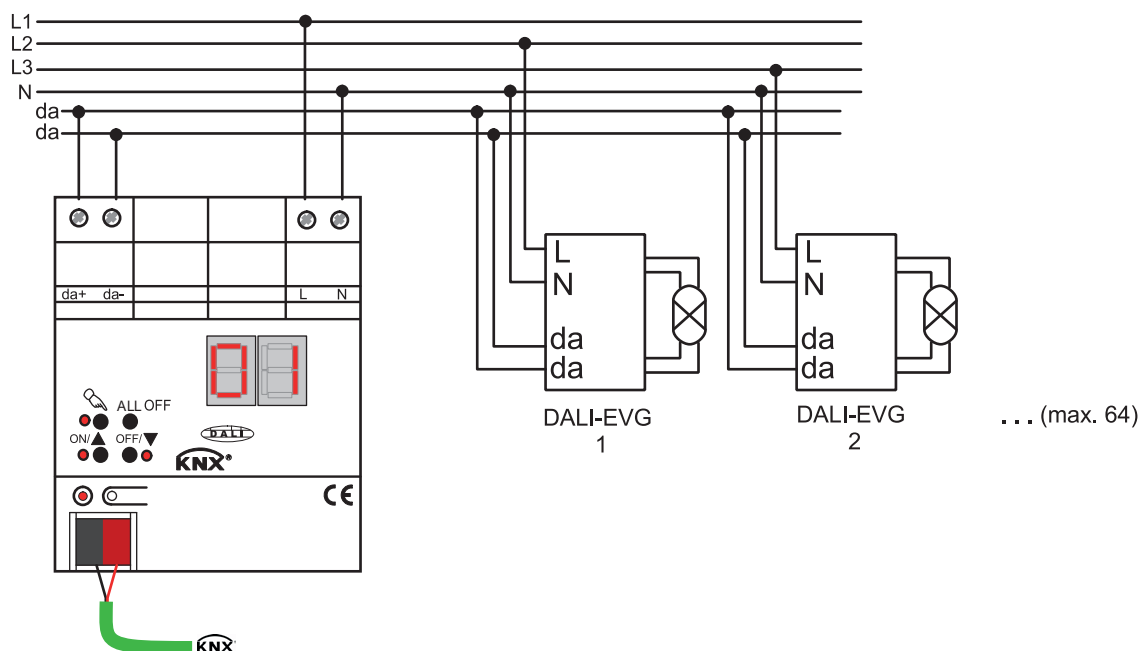 L1
L2
L3
N
da
da
da+ da- L N
L
N
da
da
L
N
da
da
01
ALL OFF
ON/▲ OFF/▼
DALI
KNX®
CE
DALI-EVG
1
DALI-EVG
2
... (max. 64)
KNX